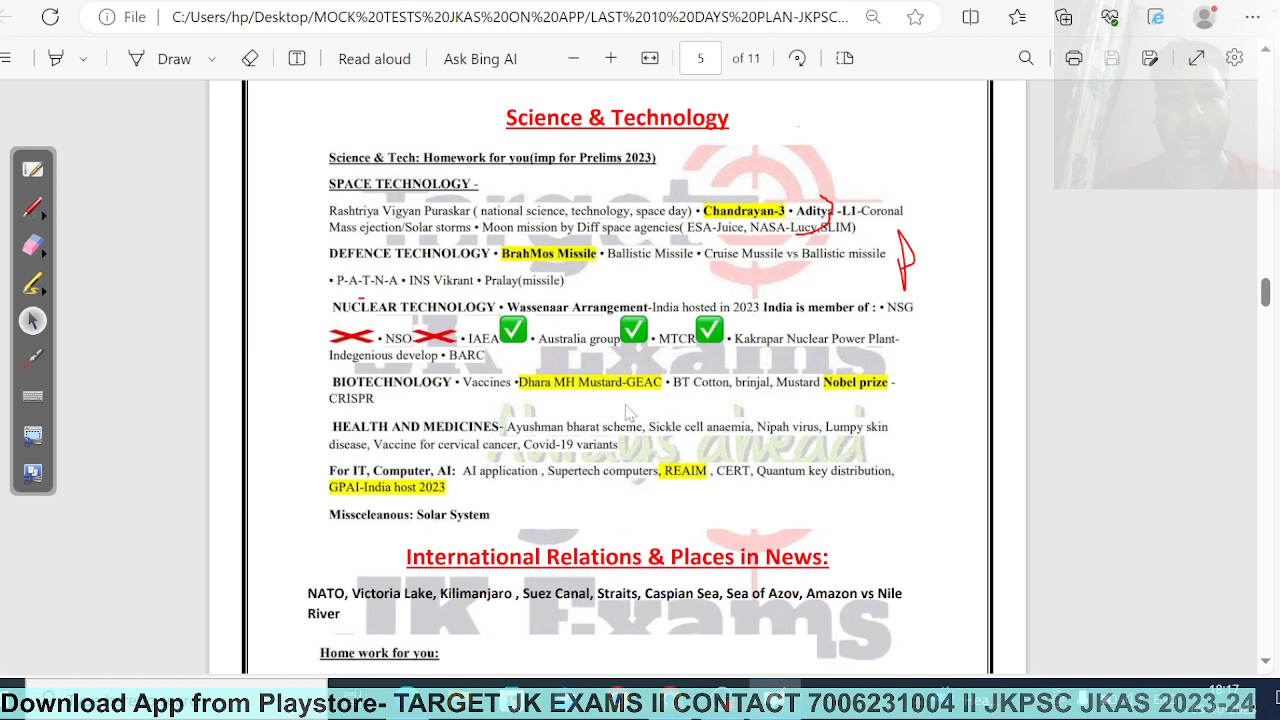 File
C:/Users/hp/Desktop/MOCK%20TESTS%20JKAS%20ON%20APP/LAST%2010%20DAYS%20PLAN-JKPSC...
Draw
Read aloud
Ask Bing AI
5
of 11
Science & Technology
Science & Tech: Homework for you(imp for Prelims 2023)
SPACE TECHNOLOGY -
Rashtriya Vigyan Puraskar ( national science, technology, space day) • Chandrayan-3 • Aditya -L1-Coronal
Mass ejection/Solar storms • Moon mission by Diff space agencies( ESA-Juice, NASA-Lucy,SLIM)
DEFENCE TECHNOLOGY • BrahMos Missile • Ballistic Missile • Cruise Mussile vs Ballistic missile
• P-A-T-N-A • INS Vikrant • Pralay(missile)
NUCLEAR TECHNOLOGY • Wassenaar Arrangement-India hosted in 2023 India is member of : • NSG
❌ • NSO❌ • IAEA✅ • Australia group✅ • MTCR✅ • Kakrapar Nuclear Power Plant-
Indegenious develop • BARC
BIOTECHNOLOGY • Vaccines •Dhara MH Mustard-GEAC • BT Cotton, brinjal, Mustard Nobel prize -
CRISPR
HEALTH AND MEDICINES- Ayushman bharat scheme, Sickle cell anaemia, Nipah virus, Lumpy skin
disease, Vaccine for cervical cancer, Covid-19 variants
For IT, Computer, AI: AI application , Supertech computers, REAIM , CERT, Quantum key distribution,
GPAI-India host 2023
Missceleanous: Solar System
International Relations & Places in News:
NATO, Victoria Lake, Kilimanjaro , Suez Canal, Straits, Caspian Sea, Sea of Azov, Amazon vs Nile
River
Home work for you:
Target
JK Exams
Always ahead
JK Exams
18:17
Download App from Playstore- TARGET JK EXAMS II CONTACT 7006231004 II JKPSC JKAS 2023-24